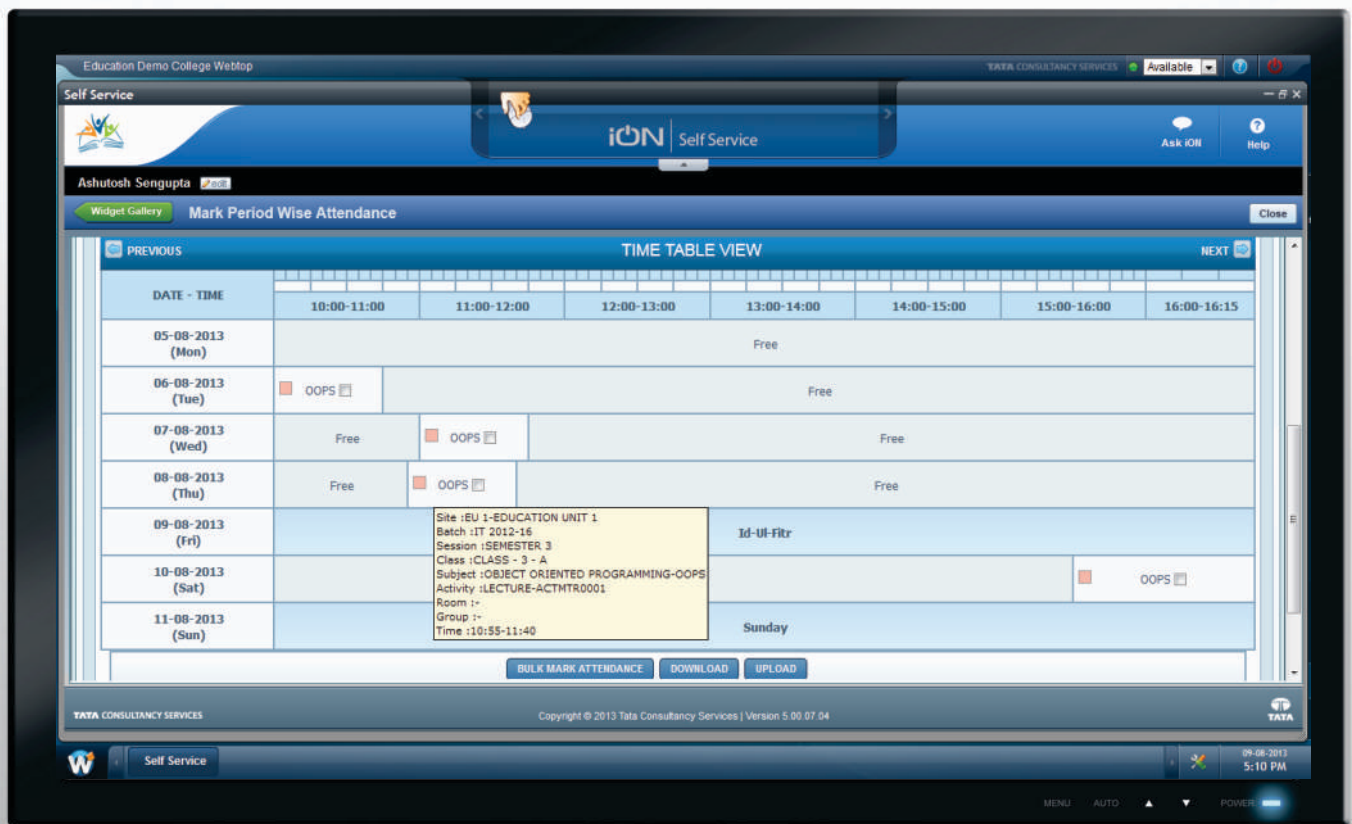 Education Demo College Webtop
TATA CONSULTANCY SERVICES Available ?
Self Service
iON Self Service
Ask iON
? Help
Ashutosh Sengupta edit
Widget Gallery Mark Period Wise Attendance Close
PREVIOUS TIME TABLE VIEW NEXT
DATE - TIME 10:00-11:00 11:00-12:00 12:00-13:00 13:00-14:00 14:00-15:00 15:00-16:00 16:00-16:15
05-08-2013 (Mon) Free
06-08-2013 (Tue) OOPS Free
07-08-2013 (Wed) Free OOPS Free
08-08-2013 (Thu) Free OOPS Free
09-08-2013 (Fri) Id-Ul-Fitr
10-08-2013 (Sat) OOPS
11-08-2013 (Sun) Sunday
Site :EU 1-EDUCATION UNIT 1
Batch :IT 2012-16
Session :SEMESTER 3
Class :CLASS - 3 - A
Subject :OBJECT ORIENTED PROGRAMMING-OOPS
Activity :LECTURE-ACTMTR0001
Room :-
Group :-
Time :10:55-11:40
BULK MARK ATTENDANCE DOWNLOAD UPLOAD
TATA CONSULTANCY SERVICES Copyright © 2013 Tata Consultancy Services | Version 5.00.07.04 TATA
W Self Service 09-08-2013
5:10 PM
MENU AUTO ▲ ▼ POWER